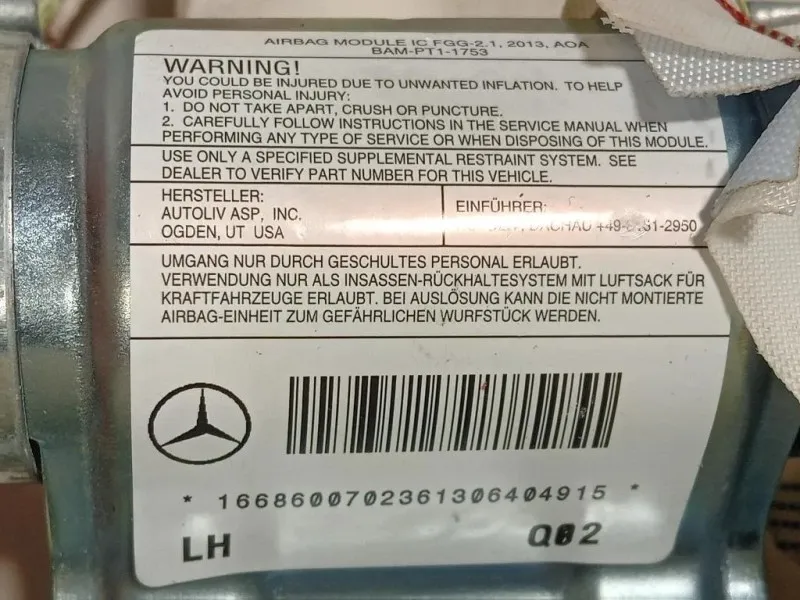 AIRBAG MODULE IC FGG-2.1, 2013, AOA
BAM-PT1-1753
WARNING!
YOU COULD BE INJURED DUE TO UNWANTED INFLATION. TO HELP
AVOID PERSONAL INJURY:
1. DO NOT TAKE APART, CRUSH OR PUNCTURE.
2. CAREFULLY FOLLOW INSTRUCTIONS IN THE SERVICE MANUAL WHEN
PERFORMING ANY TYPE OF SERVICE OR WHEN DISPOSING OF THIS MODULE.
USE ONLY A SPECIFIED SUPPLEMENTAL RESTRAINT SYSTEM. SEE
DEALER TO VERIFY PART NUMBER FOR THIS VEHICLE.
HERSTELLER:
AUTOLIV ASP, INC.
OGDEN, UT USA
EINFÜHRER:
DACHAU
UMGANG NUR DURCH GESCHULTES PERSONAL ERLAUBT.
VERWENDUNG NUR ALS INSASSEN-RÜCKHALTESYSTEM MIT LUFTSACK FÜR
KRAFTFAHRZEUGE ERLAUBT. BEI AUSLÖSUNG KANN DIE NICHT MONTIERTE
AIRBAG-EINHEIT ZUM GEFÄHRLICHEN WURFSTÜCK WERDEN.
* 1668600702361306404915 *
LH Q02